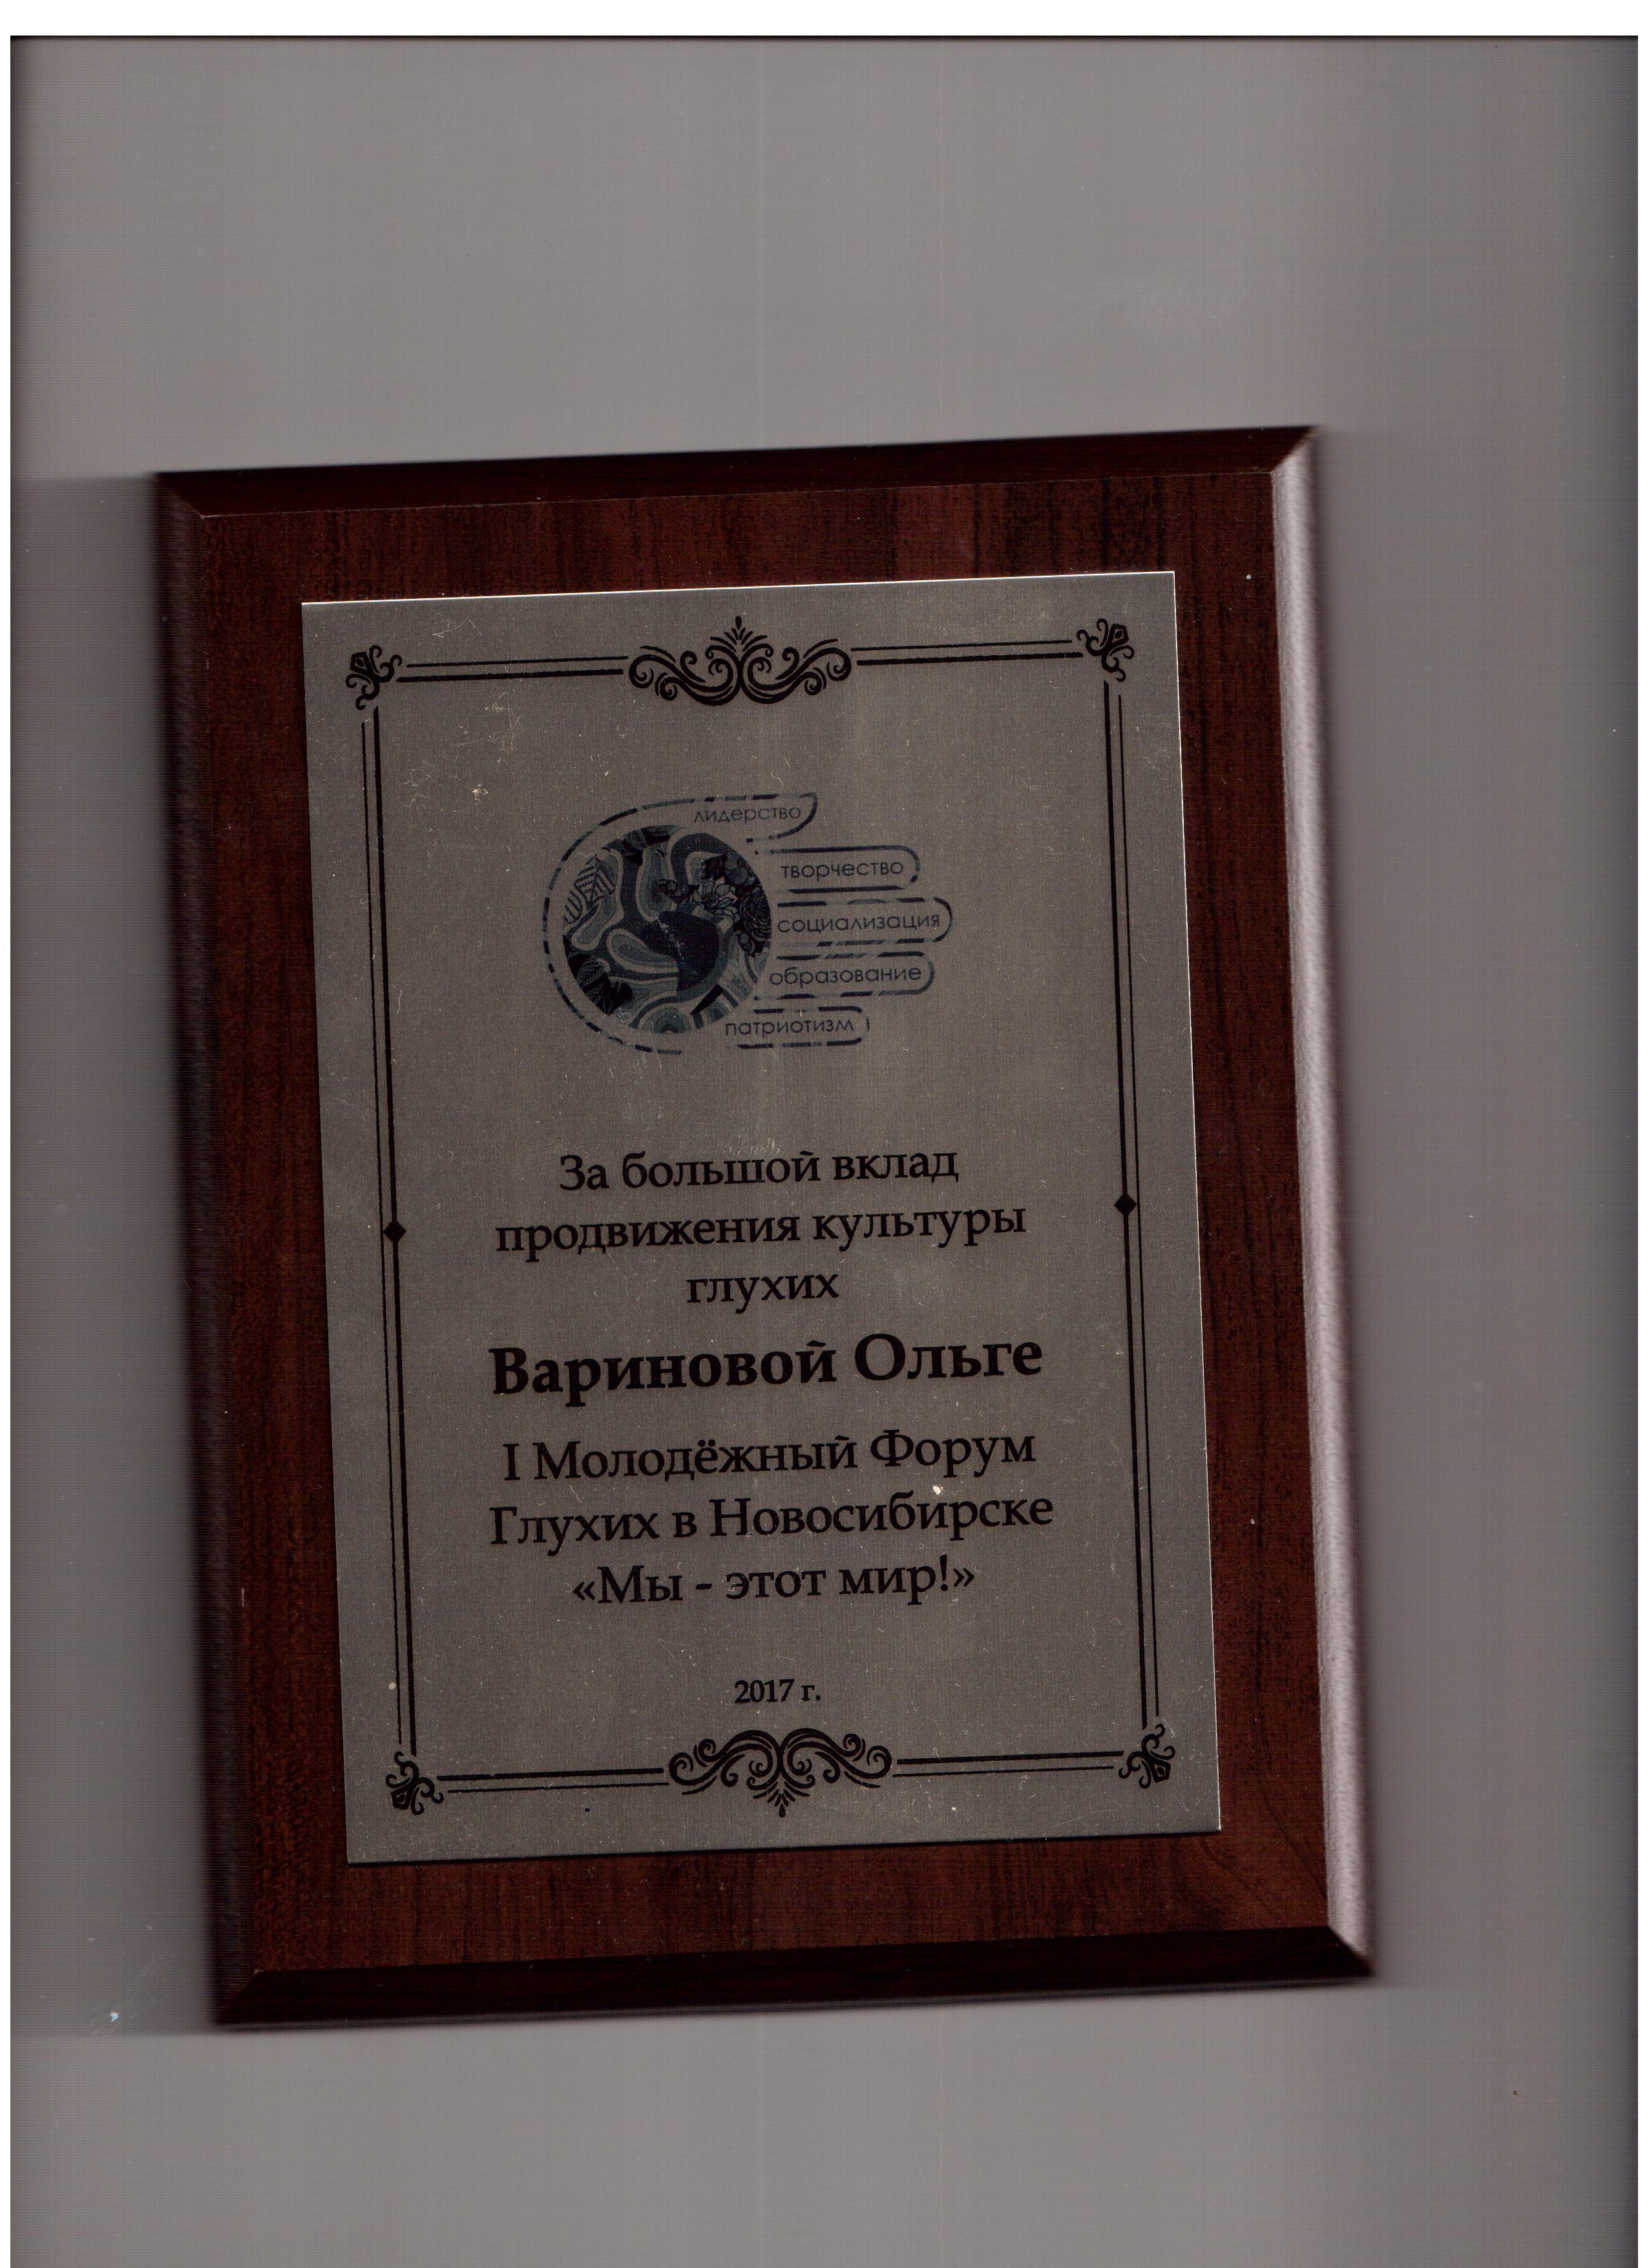 лидерство
творчество
социализация
образование
патриотизм
За большой вклад
продвижения культуры
глухих
Вариновой Ольге
I Молодёжный Форум
Глухих в Новосибирске
«Мы - этот мир!»
2017 г.